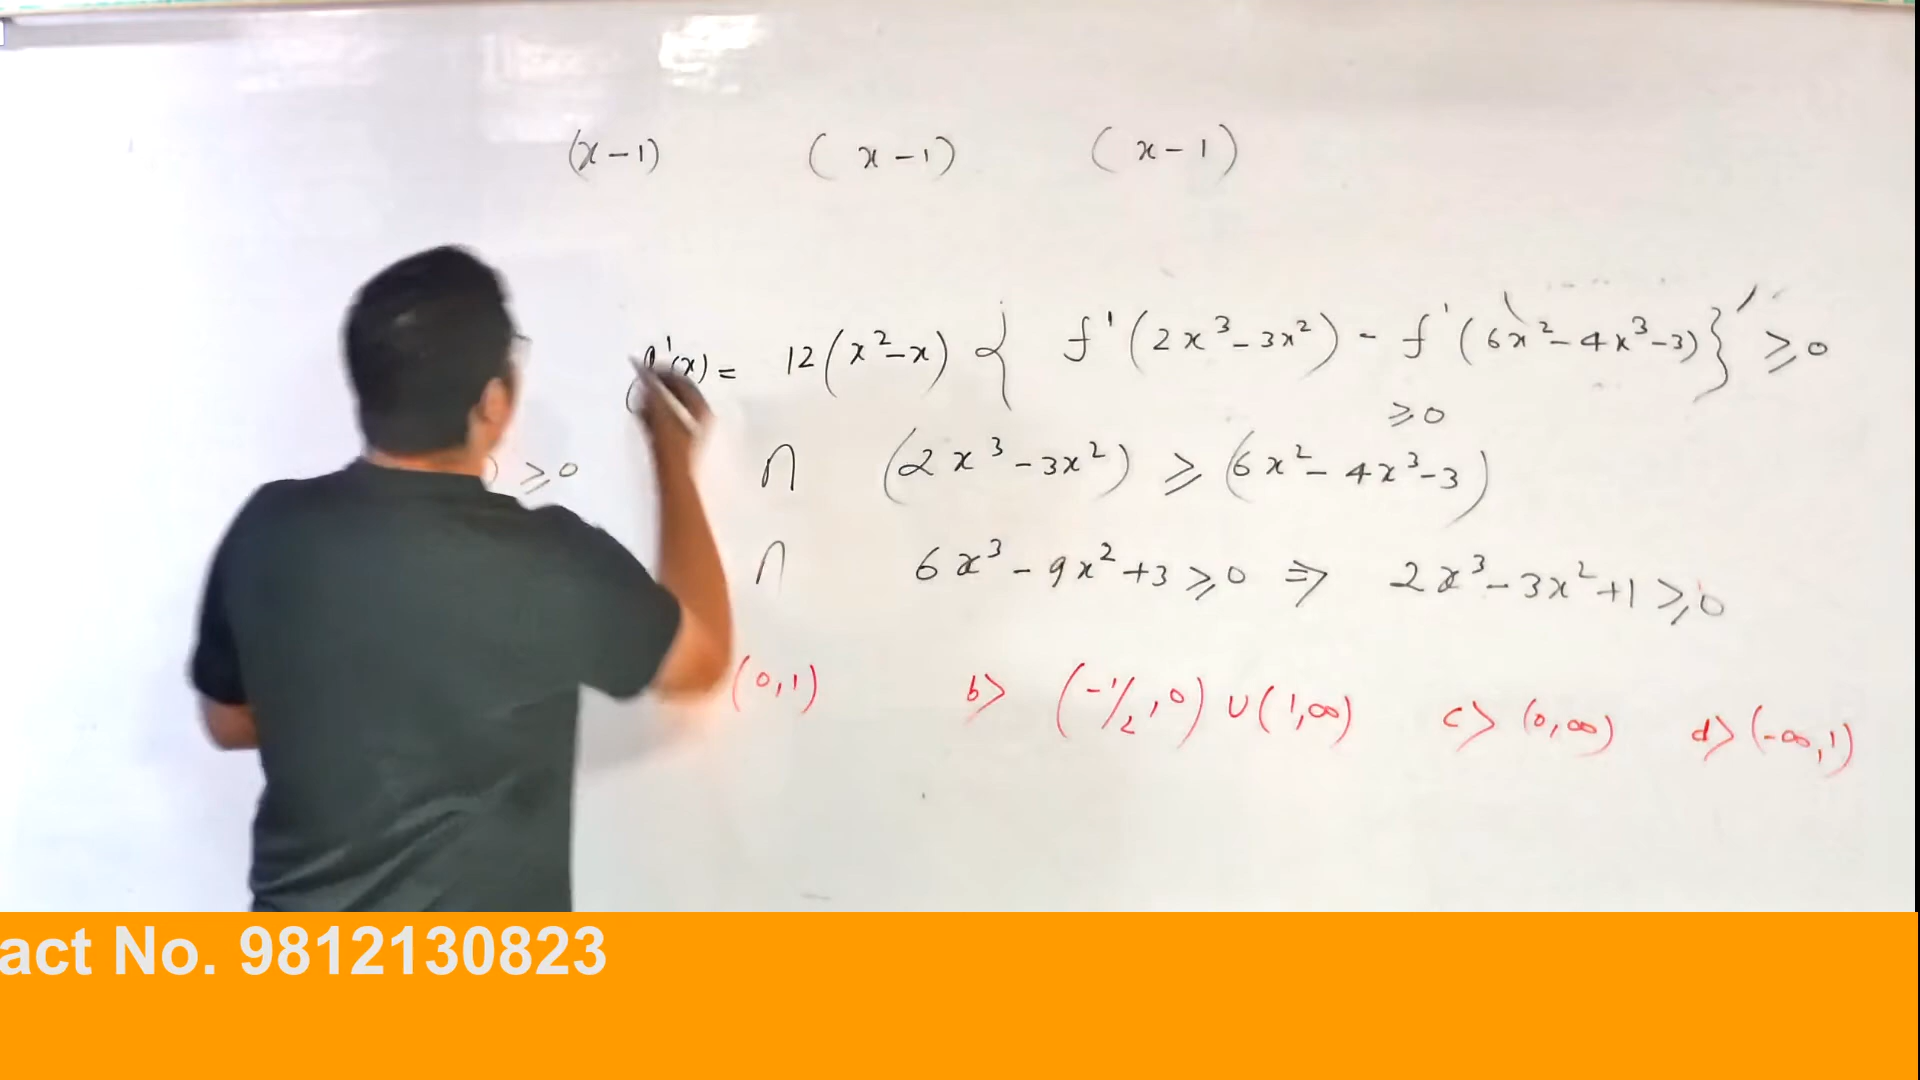 (x-1) (x-1) (x-1)
g'(x) = 12(x²-x) { f'(2x³-3x²) - f'(6x²-4x³-3) } ≥0
≥0
) ≥0 ∩ (2x³-3x²) ≥ (6x²-4x³-3)
∩ 6x³-9x²+3 ≥0 ⇒ 2x³-3x²+1 ≥0
(0,1) b> (-1/2,0) ∪ (1,∞) c> (0,∞) d> (-∞,1)
act No. 9812130823